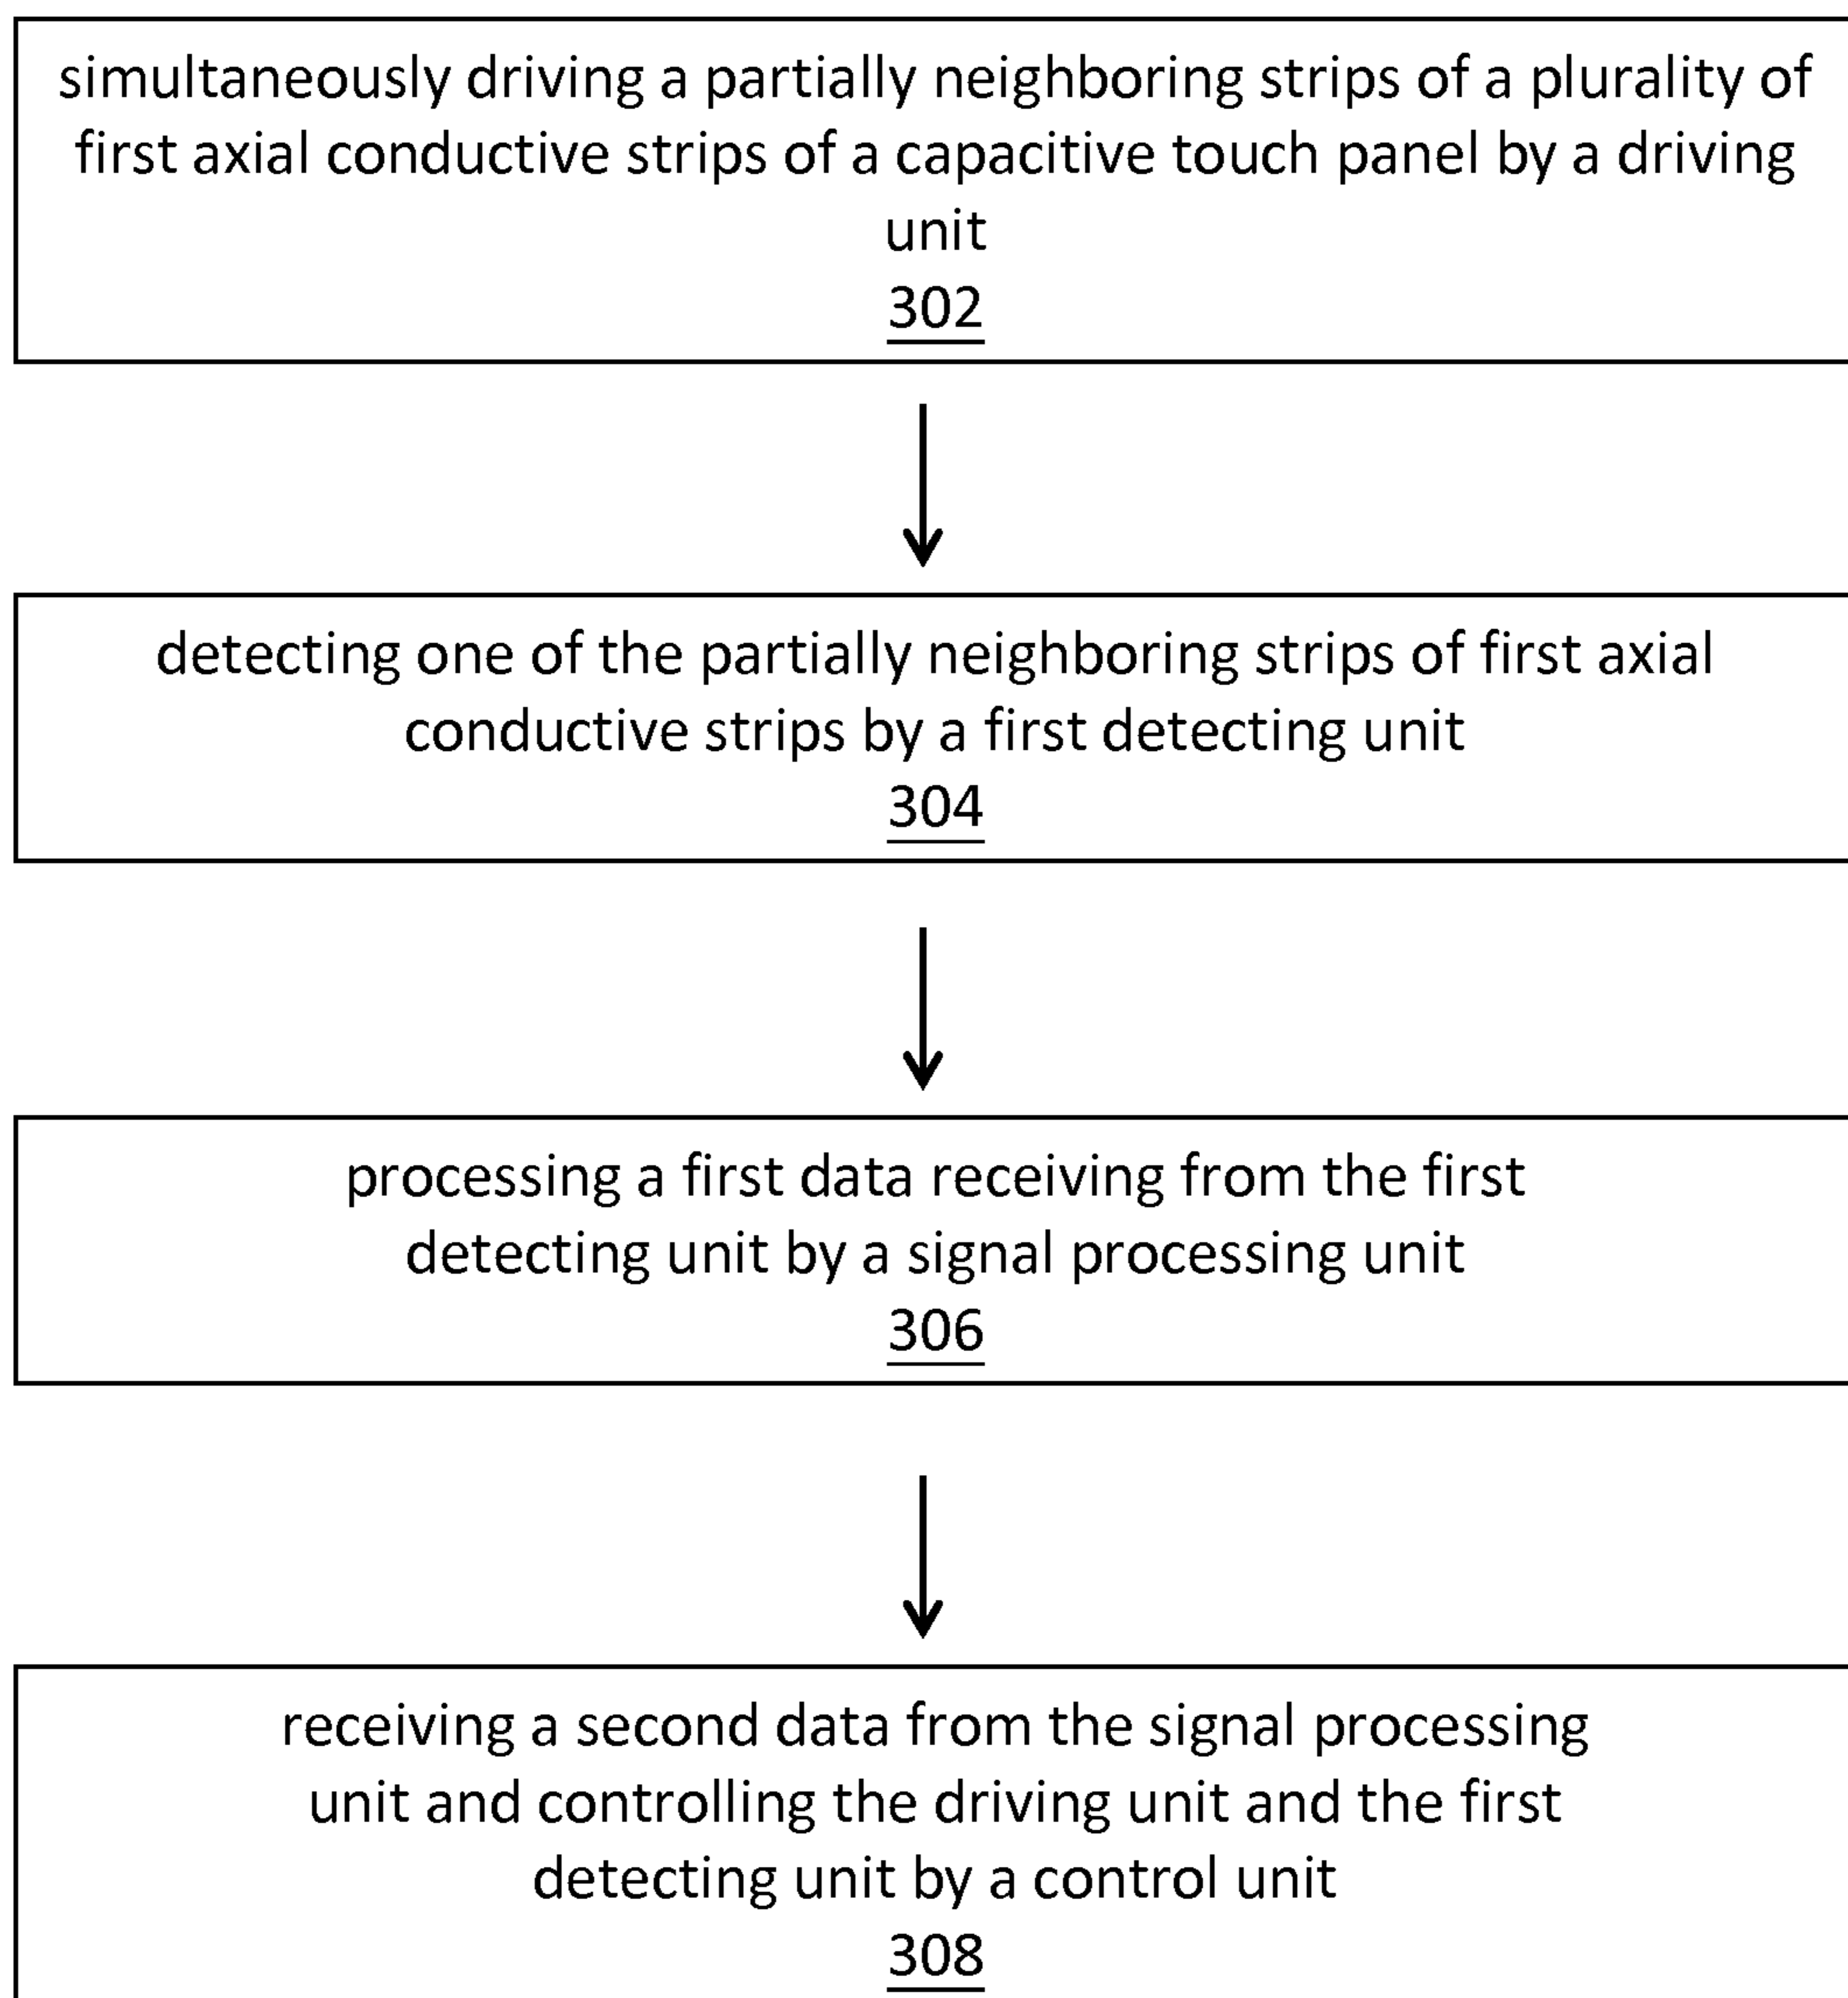 simultaneously driving a partially neighboring strips of a plurality of
first axial conductive strips of a capacitive touch panel by a driving
unit
302
detecting one of the partially neighboring strips of first axial
conductive strips by a first detecting unit
304
processing a first data receiving from the first
detecting unit by a signal processing unit
306
receiving a second data from the signal processing
unit and controlling the driving unit and the first
detecting unit by a control unit
308